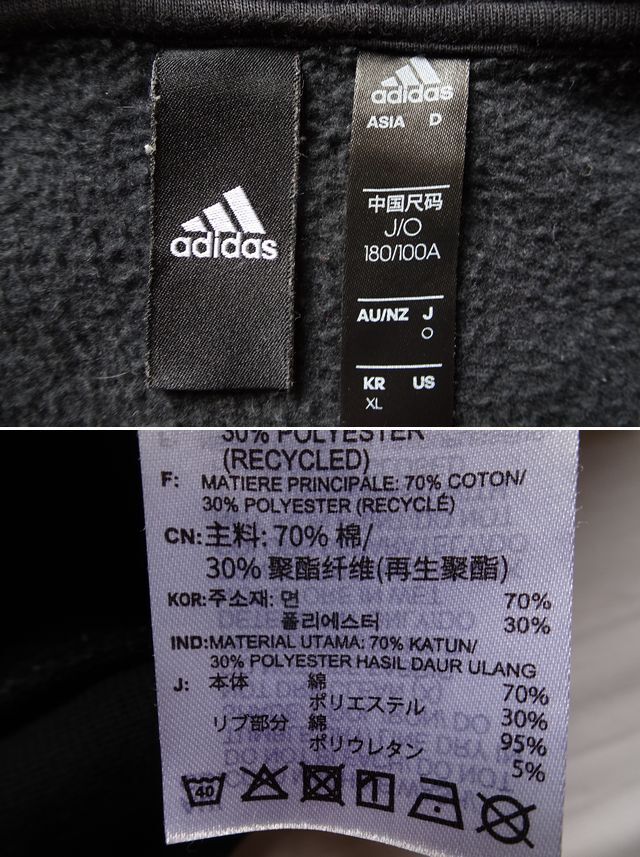 adidas
adidas
ASIA D
中国尺码
J/O
180/100A
AU/NZ J
O
KR US
XL
30% POLYESTER
(RECYCLED)
F: MATIERE PRINCIPALE: 70% COTON/
30% POLYESTER (RECYCLÉ)
CN: 主料: 70% 棉/
30% 聚酯纤维(再生聚酯)
KOR: 주소재: 면 70%
폴리에스터 30%
IND: MATERIAL UTAMA: 70% KATUN/
30% POLYESTER HASIL DAUR ULANG
J: 本体 綿 70%
ポリエステル 30%
リブ部分 綿 95%
ポリウレタン 5%
40